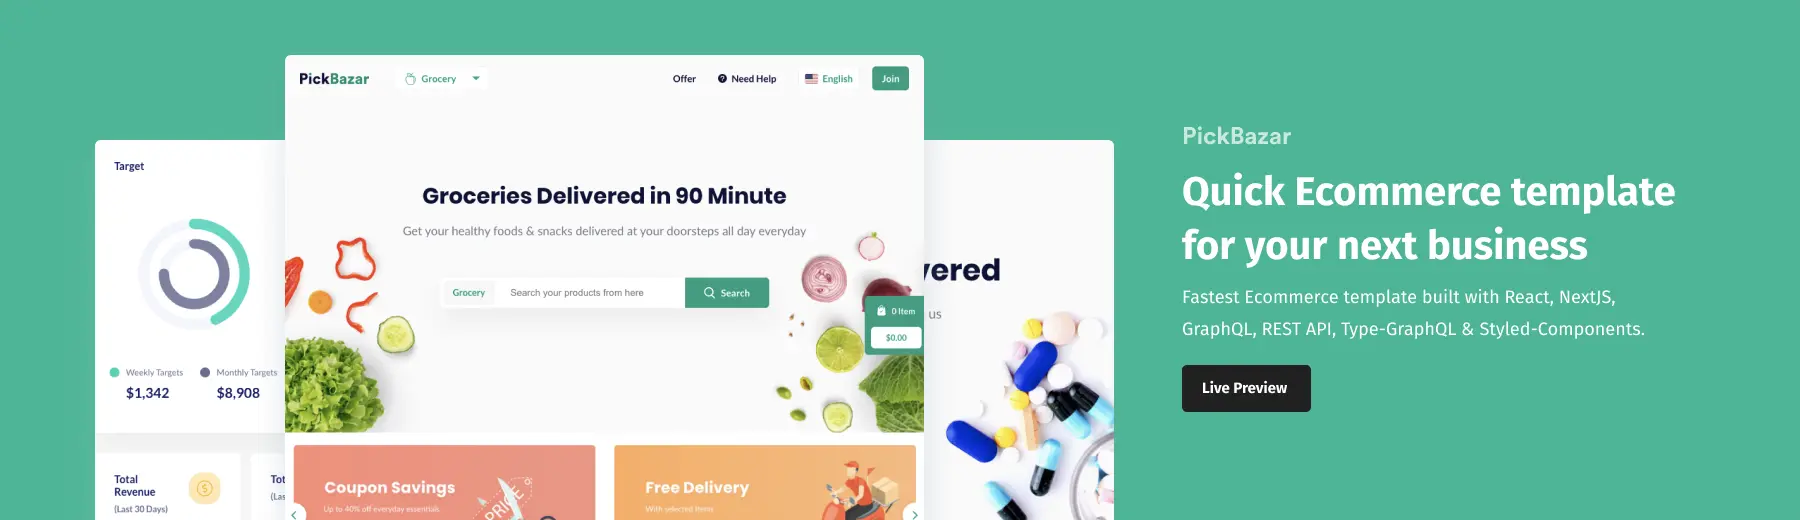 PickBazar
Grocery
Offer
Need Help
English
Join
Groceries Delivered in 90 Minute
Get your healthy foods & snacks delivered at your doorsteps all day everyday
Grocery
Search your products from here
Search
0 Item
$0.00
Coupon Savings
Up to 40% off everyday essentials
PRICE
Free Delivery
With selected items
Target
Weekly Targets
$1,342
Monthly Targets
$8,908
Total
Revenue
(Last 30 Days)
Tot
(Las
vered
us
PickBazar
Quick Ecommerce template
for your next business
Fastest Ecommerce template built with React, NextJS,
GraphQL, REST API, Type-GraphQL & Styled-Components.
Live Preview